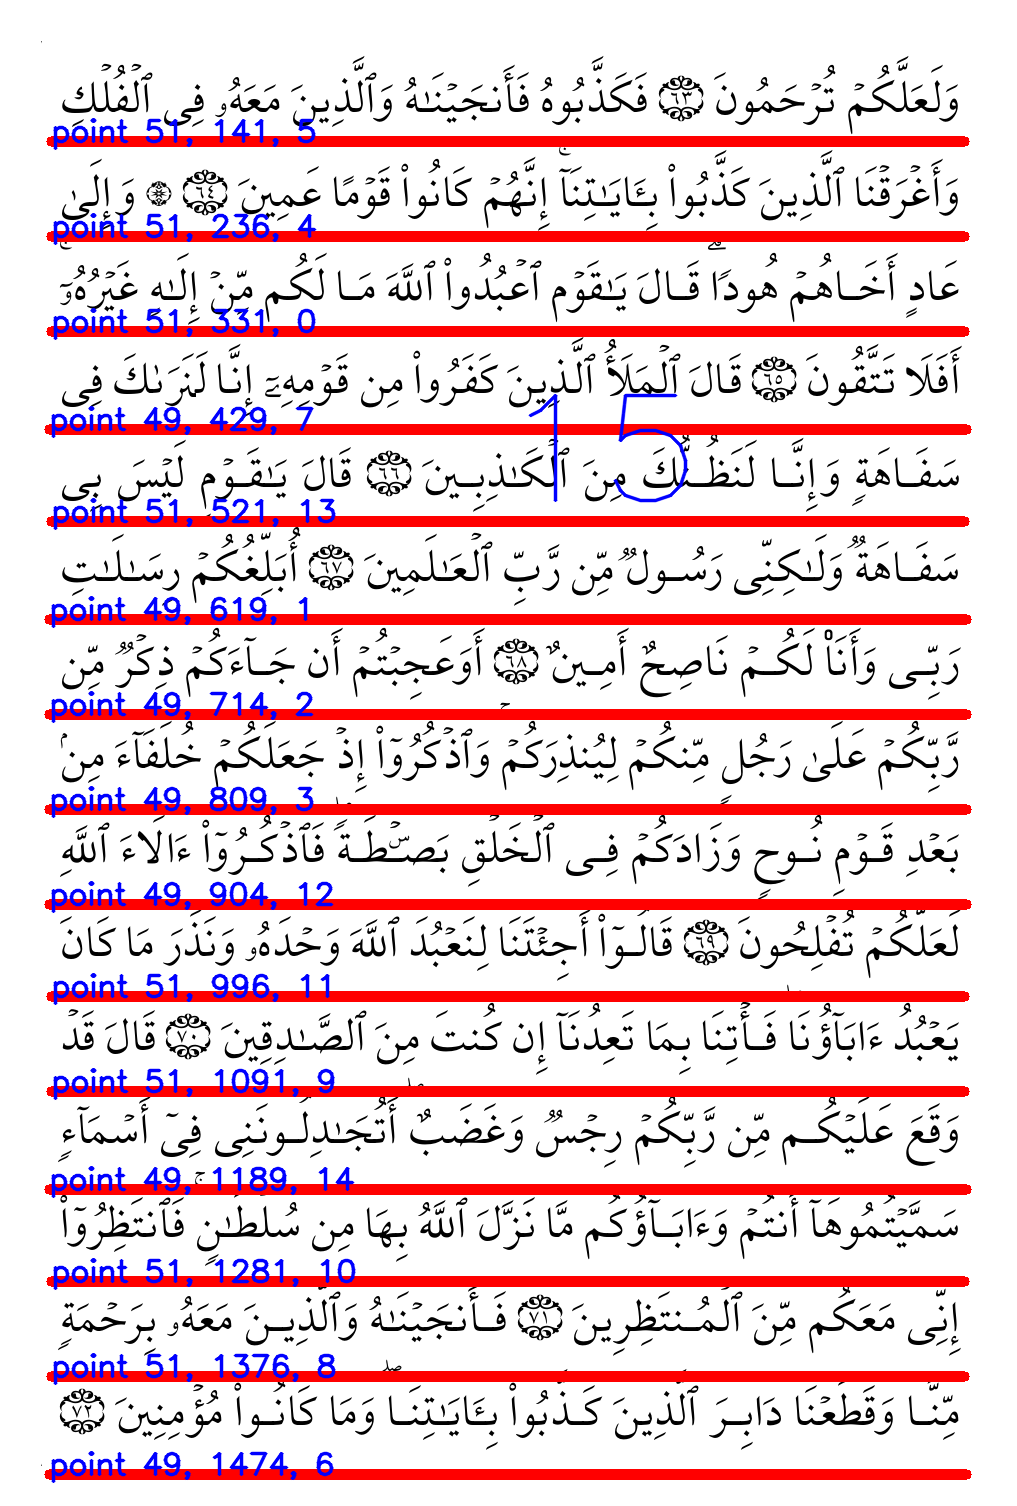 وَلَعَلَّكُمۡ تُرۡحَمُونَ ٦٣ فَكَذَّبُوهُ فَأَنجَيۡنَٰهُ وَٱلَّذِينَ مَعَهُۥ فِي ٱلۡفُلۡكِ
point 51, 141, 5
وَأَغۡرَقۡنَا ٱلَّذِينَ كَذَّبُواْ بِـَٔايَٰتِنَآۚ إِنَّهُمۡ كَانُواْ قَوۡمًا عَمِينَ ٦٤ ۞ وَإِلَىٰ
point 51, 236, 4
عَادٍ أَخَاهُمۡ هُودٗاۚ قَالَ يَٰقَوۡمِ ٱعۡبُدُواْ ٱللَّهَ مَا لَكُم مِّنۡ إِلَٰهٍ غَيۡرُهُۥٓۚ
point 51, 331, 0
أَفَلَا تَتَّقُونَ ٦٥ قَالَ ٱلۡمَلَأُ ٱلَّذِينَ كَفَرُواْ مِن قَوۡمِهِۦٓ إِنَّا لَنَرَىٰكَ فِي
point 49, 429, 7
15
سَفَاهَةٖ وَإِنَّا لَنَظُنُّكَ مِنَ ٱلۡكَٰذِبِينَ ٦٦ قَالَ يَٰقَوۡمِ لَيۡسَ بِي
point 51, 521, 13
سَفَاهَةٞ وَلَٰكِنِّي رَسُولٞ مِّن رَّبِّ ٱلۡعَٰلَمِينَ ٦٧ أُبَلِّغُكُمۡ رِسَٰلَٰتِ
point 49, 619, 1
رَبِّي وَأَنَا۠ لَكُمۡ نَاصِحٌ أَمِينٌ ٦٨ أَوَعَجِبۡتُمۡ أَن جَآءَكُمۡ ذِكۡرٞ مِّن
point 49, 714, 2
رَّبِّكُمۡ عَلَىٰ رَجُلٖ مِّنكُمۡ لِيُنذِرَكُمۡۚ وَٱذۡكُرُوٓاْ إِذۡ جَعَلَكُمۡ خُلَفَآءَ مِنۢ
point 49, 809, 3
بَعۡدِ قَوۡمِ نُوحٖ وَزَادَكُمۡ فِي ٱلۡخَلۡقِ بَصۜۡطَةٗۖ فَٱذۡكُرُوٓاْ ءَالَآءَ ٱللَّهِ
point 49, 904, 12
لَعَلَّكُمۡ تُفۡلِحُونَ ٦٩ قَالُوٓاْ أَجِئۡتَنَا لِنَعۡبُدَ ٱللَّهَ وَحۡدَهُۥ وَنَذَرَ مَا كَانَ
point 51, 996, 11
يَعۡبُدُ ءَابَآؤُنَا فَأۡتِنَا بِمَا تَعِدُنَآ إِن كُنتَ مِنَ ٱلصَّٰدِقِينَ ٧٠ قَالَ قَدۡ
point 51, 1091, 9
وَقَعَ عَلَيۡكُم مِّن رَّبِّكُمۡ رِجۡسٞ وَغَضَبٌۖ أَتُجَٰدِلُونَنِي فِيٓ أَسۡمَآءٖ
point 49, 1189, 14
سَمَّيۡتُمُوهَآ أَنتُمۡ وَءَابَآؤُكُم مَّا نَزَّلَ ٱللَّهُ بِهَا مِن سُلۡطَٰنٖۚ فَٱنتَظِرُوٓاْ
point 51, 1281, 10
إِنِّي مَعَكُم مِّنَ ٱلۡمُنتَظِرِينَ ٧١ فَأَنجَيۡنَٰهُ وَٱلَّذِينَ مَعَهُۥ بِرَحۡمَةٖ
point 51, 1376, 8
مِّنَّا وَقَطَعۡنَا دَابِرَ ٱلَّذِينَ كَذَّبُواْ بِـَٔايَٰتِنَاۖ وَمَا كَانُواْ مُؤۡمِنِينَ ٧٢
point 49, 1474, 6